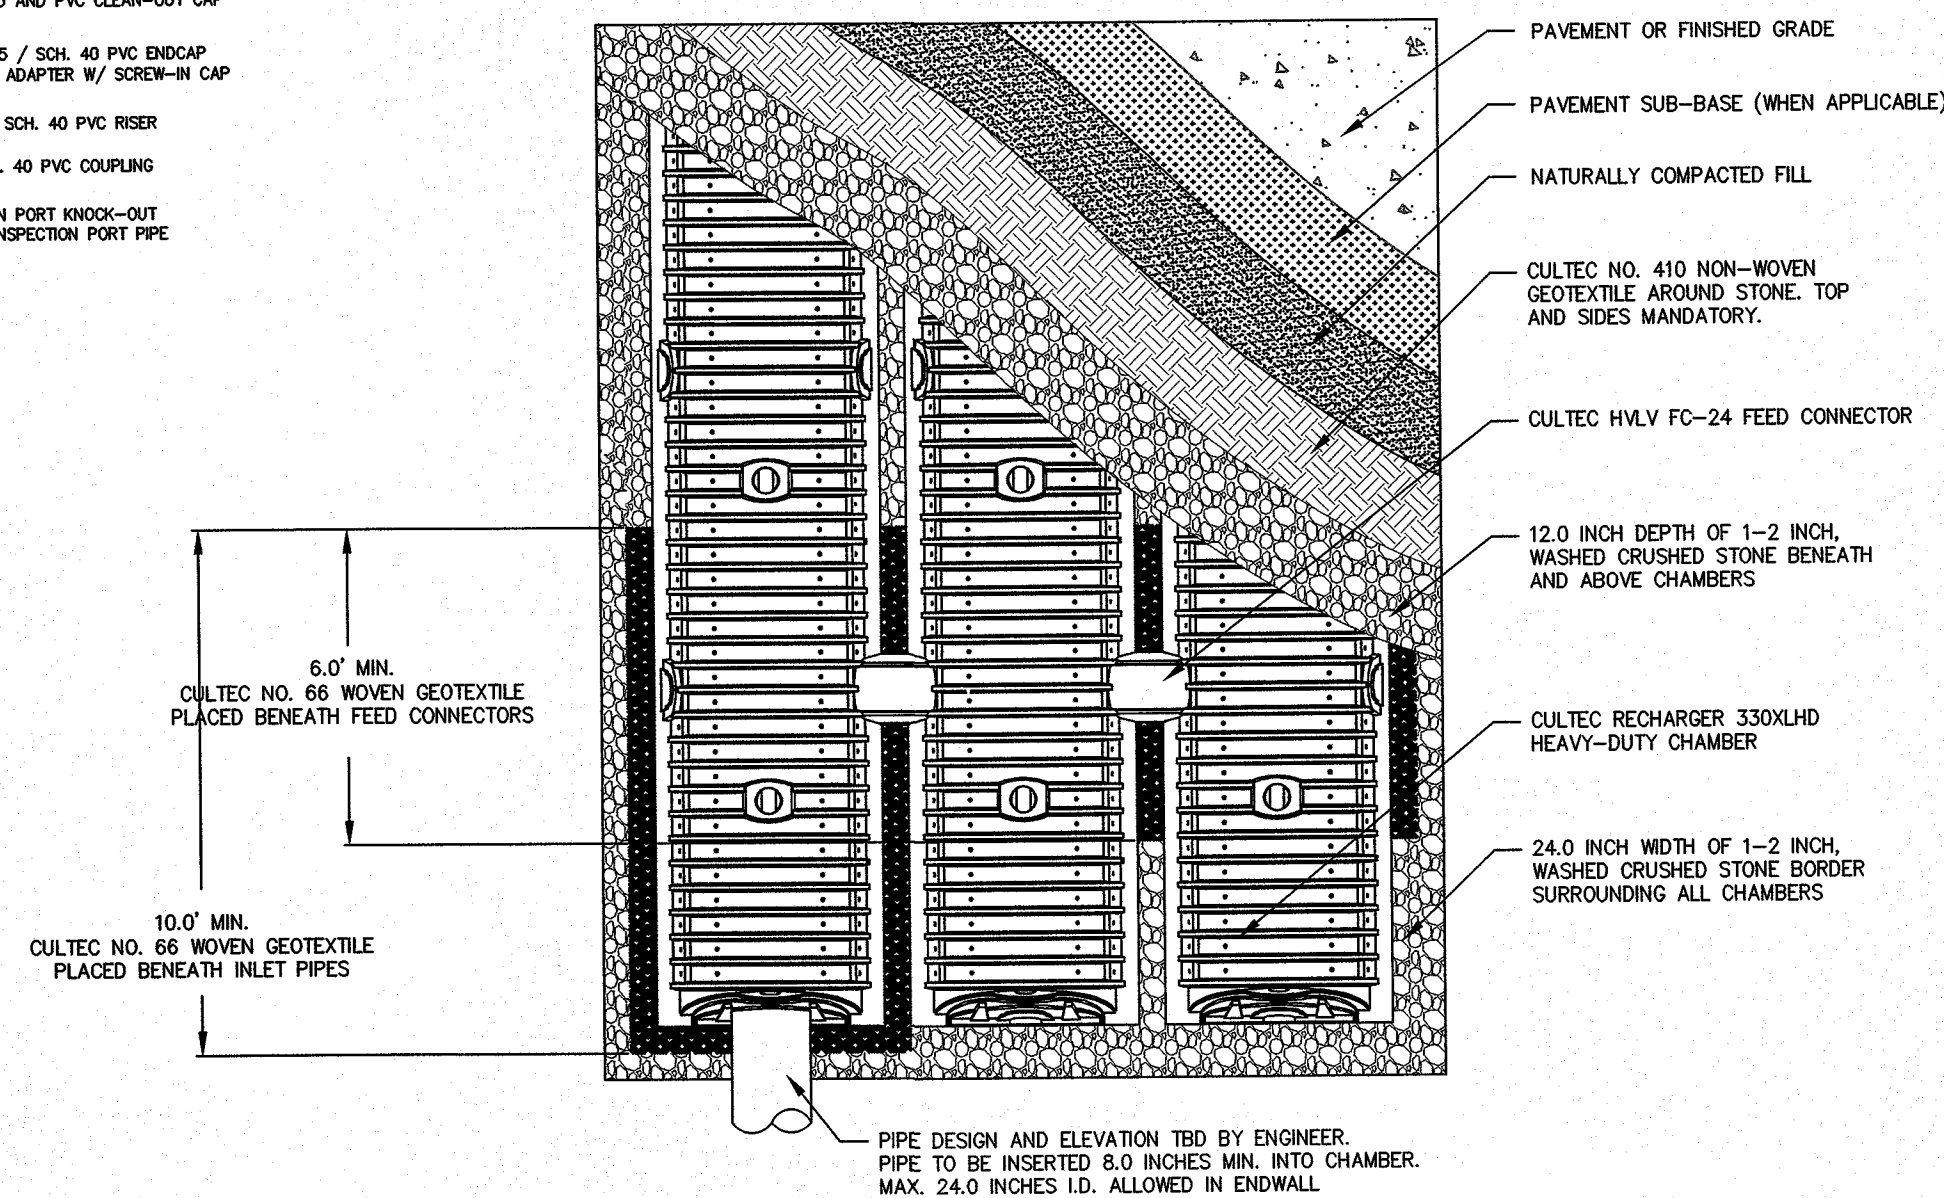 AND PVC CLEAN-OUT CAP
5 / SCH. 40 PVC ENDCAP
ADAPTER W/ SCREW-IN CAP
SCH. 40 PVC RISER
40 PVC COUPLING
PORT KNOCK-OUT
PORT PIPE
PAVEMENT OR FINISHED GRADE
PAVEMENT SUB-BASE (WHEN APPLICABLE)
NATURALLY COMPACTED FILL
CULTEC NO. 410 NON-WOVEN
GEOTEXTILE AROUND STONE. TOP
AND SIDES MANDATORY.
CULTEC HVLV FC-24 FEED CONNECTOR
12.0 INCH DEPTH OF 1-2 INCH,
WASHED CRUSHED STONE BENEATH
AND ABOVE CHAMBERS
6.0' MIN.
CULTEC NO. 66 WOVEN GEOTEXTILE
PLACED BENEATH FEED CONNECTORS
CULTEC RECHARGER 330XLHD
HEAVY-DUTY CHAMBER
24.0 INCH WIDTH OF 1-2 INCH,
WASHED CRUSHED STONE BORDER
SURROUNDING ALL CHAMBERS
10.0' MIN.
CULTEC NO. 66 WOVEN GEOTEXTILE
PLACED BENEATH INLET PIPES
PIPE DESIGN AND ELEVATION TBD BY ENGINEER.
PIPE TO BE INSERTED 8.0 INCHES MIN. INTO CHAMBER.
MAX. 24.0 INCHES I.D. ALLOWED IN ENDWALL